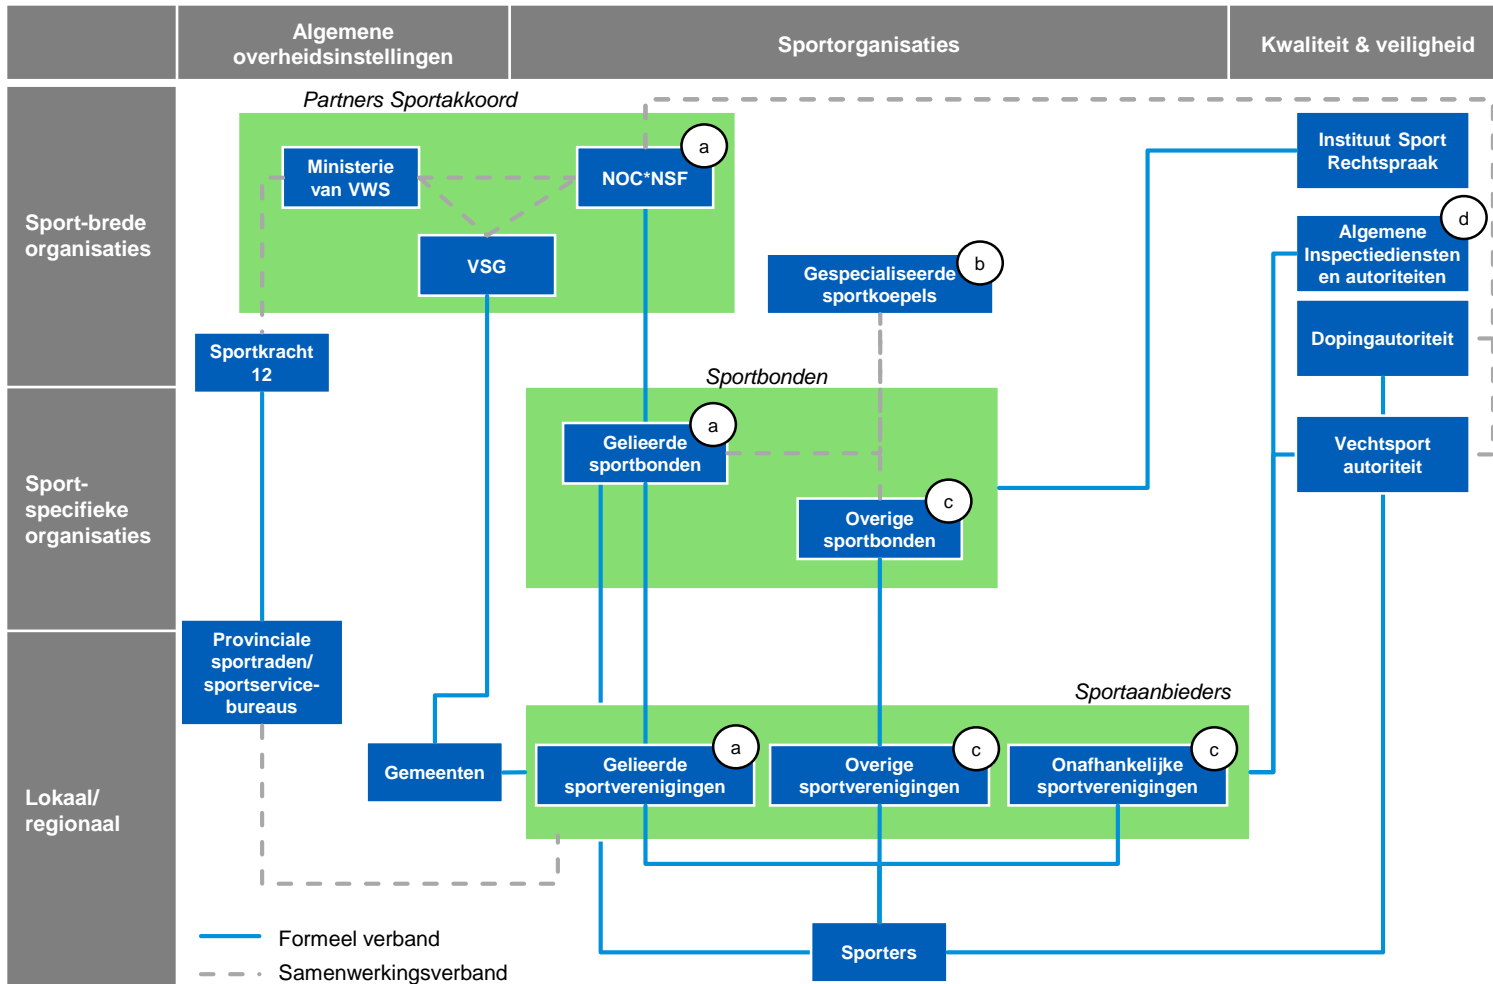 Algemene
overheidsinstellingen
Sportorganisaties
Kwaliteit & veiligheid
Sport-brede
organisaties
Partners Sportakkoord
Ministerie
van VWS
NOC*NSF
a
VSG
Sportkracht
12
Gespecialiseerde
sportkoepels
b
Instituut Sport
Rechtspraak
Algemene
Inspectiediensten
en autoriteiten
d
Dopingautoriteit
Sport-
specifieke
organisaties
Sportbonden
Gelieerde
sportbonden
a
Overige
sportbonden
c
Vechtsport
autoriteit
Lokaal/
regionaal
Provinciale
sportraden/
sportservice-
bureaus
Gemeenten
Sportaanbieders
Gelieerde
sportverenigingen
a
Overige
sportverenigingen
c
Onafhankelijke
sportverenigingen
c
Sporters
Formeel verband
Samenwerkingsverband